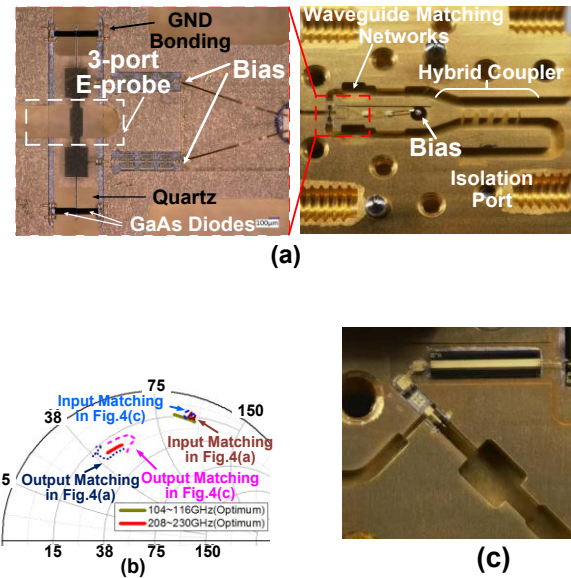 GND
Bonding
3-port
E-probe
Bias
Quartz
GaAs Diodes
100μm
Waveguide Matching
Networks
Hybrid Coupler
Bias
Isolation
Port
(a)
75
150
38
5
Input Matching
in Fig.4(c)
Input Matching
in Fig.4(a)
Output Matching
in Fig.4(a)
Output Matching
in Fig.4(c)
104~116GHz(Optimum)
208~230GHz(Optimum)
15 38 75 150
(b)
(c)